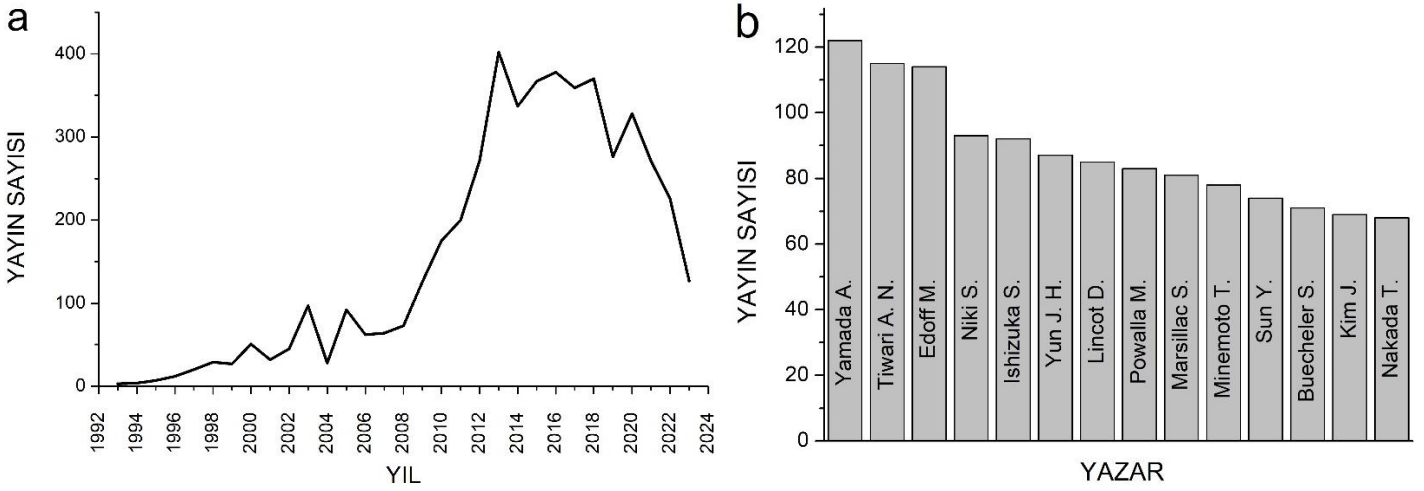 a
YAYIN SAYISI
400
300
200
100
0
1992
1994
1996
1998
2000
2002
2004
2006
2008
2010
2012
2014
2016
2018
2020
2022
2024
YIL
b
YAYIN SAYISI
120
100
80
60
40
20
0
Yamada A.
Tiwari A. N.
Edoff M.
Niki S.
Ishizuka S.
Yun J. H.
Lincot D.
Powalla M.
Marsillac S.
Minemoto T.
Sun Y.
Buecheler S.
Kim J.
Nakada T.
YAZAR